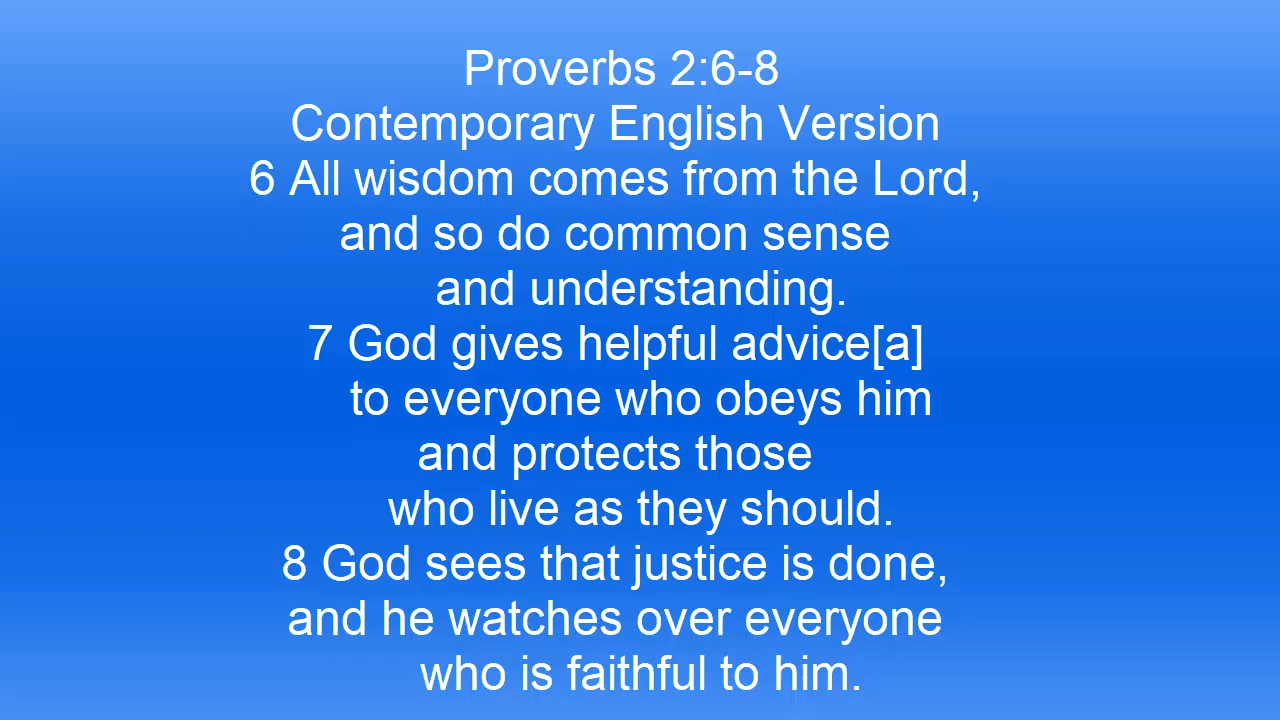 Proverbs 2:6-8
Contemporary English Version
6 All wisdom comes from the Lord,
and so do common sense
and understanding.
7 God gives helpful advice[a]
to everyone who obeys him
and protects those
who live as they should.
8 God sees that justice is done,
and he watches over everyone
who is faithful to him.